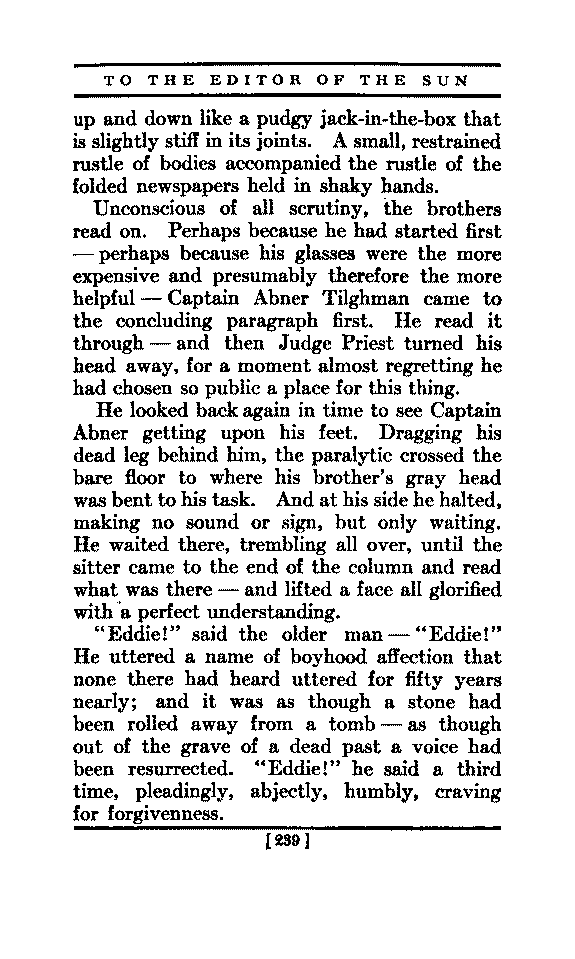 TO THE EDITOR OF THE SUN
up and down like a pudgy jack-in-the-box that
is slightly stiff in its joints. A small, restrained
rustle of bodies accompanied the rustle of the
folded newspapers held in shaky hands.
Unconscious of all scrutiny, the brothers
read on. Perhaps because he had started first
— perhaps because his glasses were the more
expensive and presumably therefore the more
helpful — Captain Abner Tilghman came to
the concluding paragraph first. He read it
through — and then Judge Priest turned his
head away, for a moment almost regretting he
had chosen so public a place for this thing.
He looked back again in time to see Captain
Abner getting upon his feet. Dragging his
dead leg behind him, the paralytic crossed the
bare floor to where his brother's gray head
was bent to his task. And at his side he halted,
making no sound or sign, but only waiting.
He waited there, trembling all over, until the
sitter came to the end of the column and read
what was there — and lifted a face all glorified
with a perfect understanding.
"Eddie!" said the older man — "Eddie!"
He uttered a name of boyhood affection that
none there had heard uttered for fifty years
nearly; and it was as though a stone had
been rolled away from a tomb — as though
out of the grave of a dead past a voice had
been resurrected. "Eddie!" he said a third
time, pleadingly, abjectly, humbly, craving
for forgivenness.
[239]